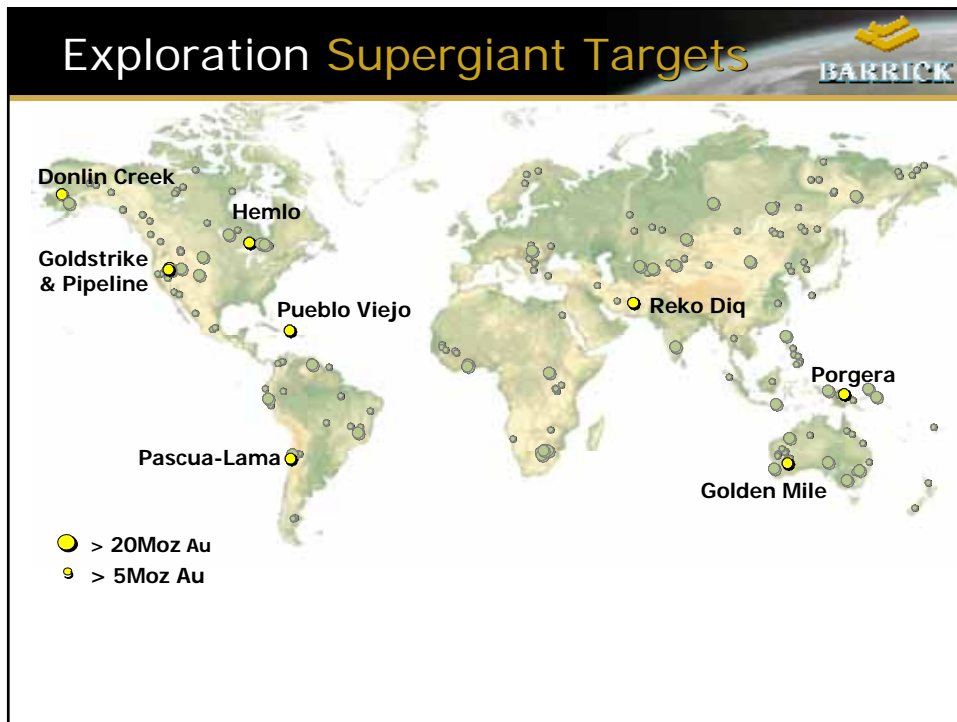 Exploration Supergiant Targets
BARRICK
Donlin Creek
Hemlo
Goldstrike
& Pipeline
Pueblo Viejo
Reko Diq
Porgera
Pascua-Lama
Golden Mile
> 20Moz Au
> 5Moz Au